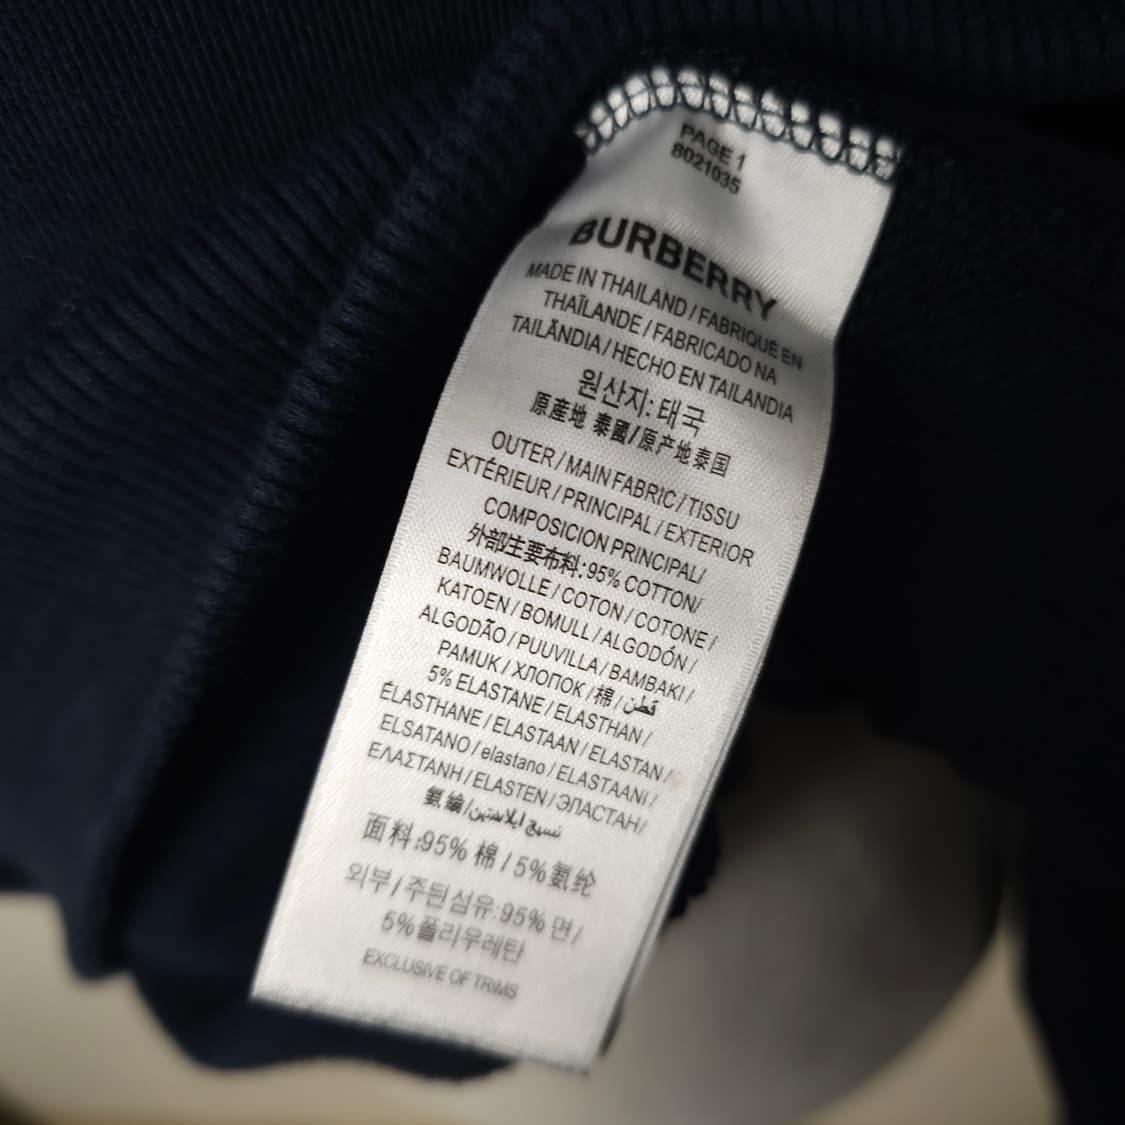 PAGE 1
8021035
BURBERRY
MADE IN THAILAND / FABRIQUÉ EN
THAÏLANDE / FABRICADO NA
TAILÂNDIA / HECHO EN TAILANDIA
원산지: 태국
原產地 泰國/原产地泰国
OUTER / MAIN FABRIC / TISSU
EXTÉRIEUR / PRINCIPAL / EXTERIOR
COMPOSICION PRINCIPAL/
外部/主要布料: 95% COTTON/
BAUMWOLLE / COTON / COTONE /
KATOEN / BOMULL / ALGODÓN /
ALGODÃO / PUUVILLA / BAMBAKI /
PAMUK / ХЛОПОК /棉/ قطن
5% ELASTANE / ELASTHAN /
ÉLASTHANE / ELASTAAN / ELASTAN /
ELSATANO / elastano / ELASTAANI /
ΕΛΑΣΤΑΝΗ / ELASTEN / ЭЛАСТАН/
氨綸/نسيج ايلاستين
面料:95% 棉 / 5% 氨纶
외부 / 주된 섬유:95% 면/
5% 폴리우레탄
EXCLUSIVE OF TRIMS